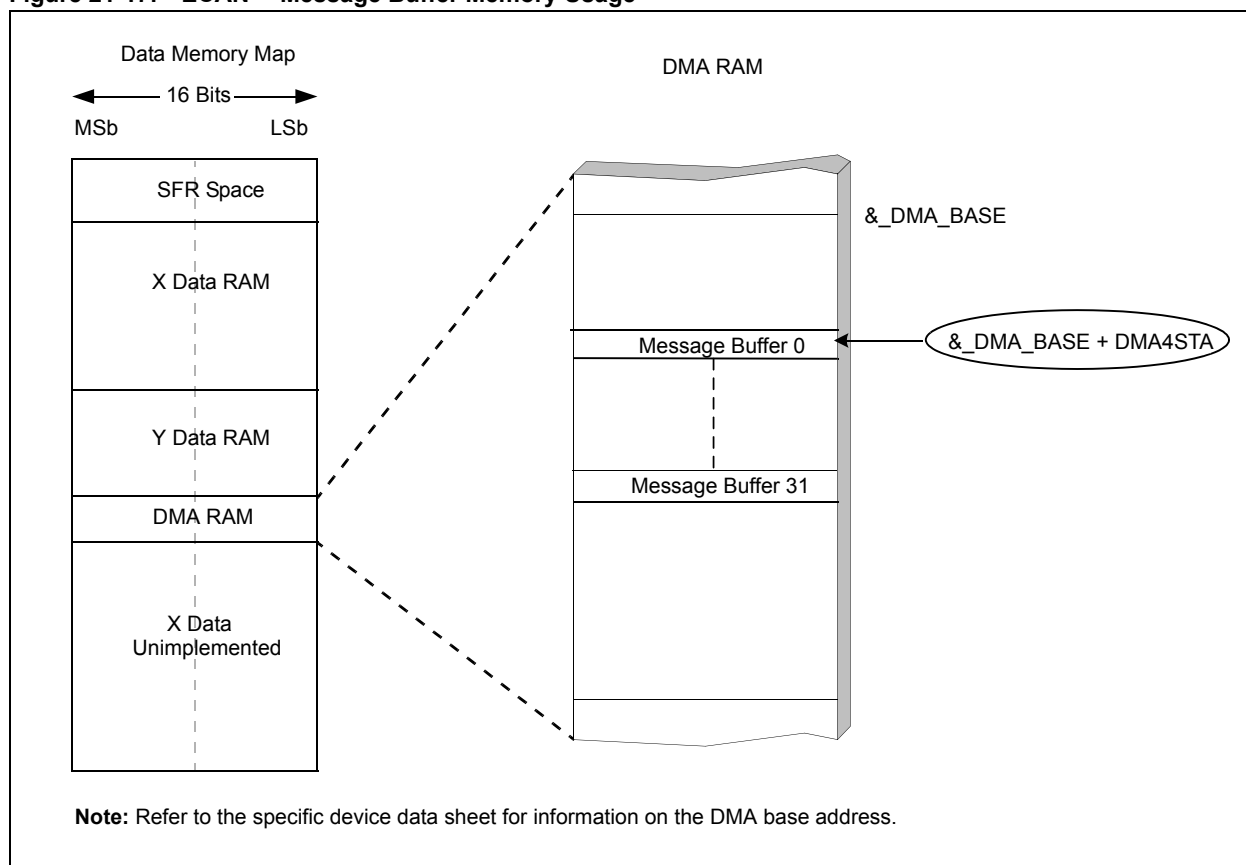 Data Memory Map
16 Bits
MSb LSb
SFR Space
X Data RAM
Y Data RAM
DMA RAM
X Data
Unimplemented
DMA RAM
&_DMA_BASE
Message Buffer 0
&_DMA_BASE + DMA4STA
Message Buffer 31
Note: Refer to the specific device data sheet for information on the DMA base address.